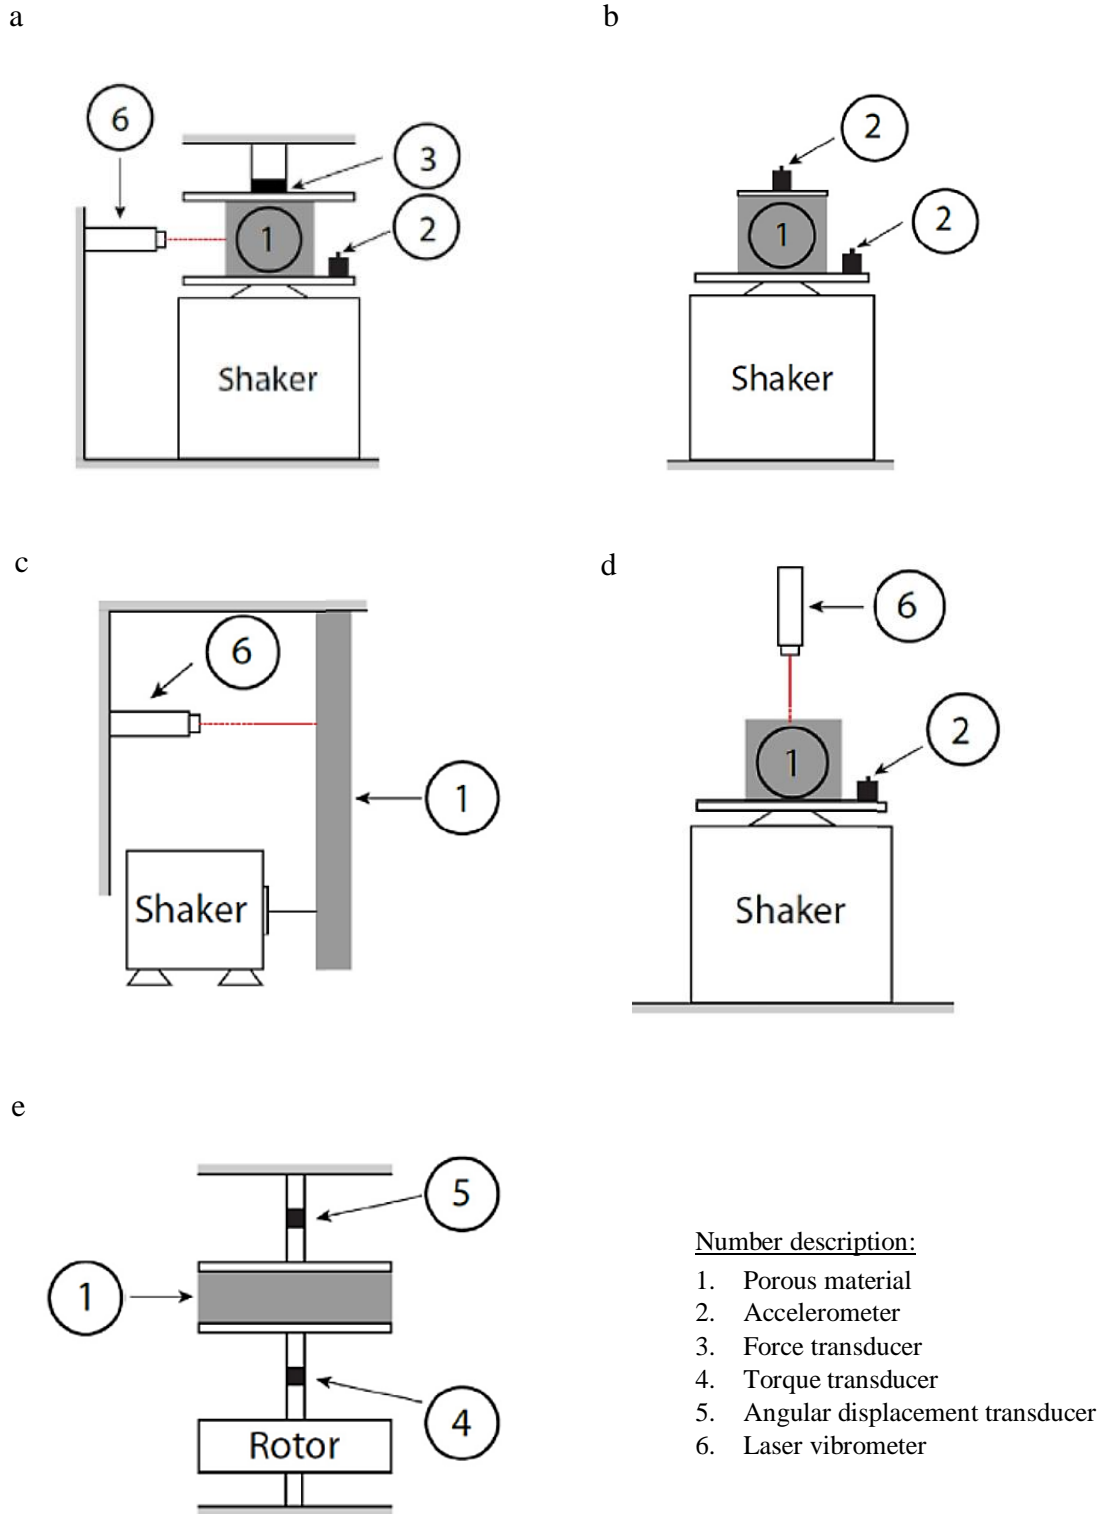 a
b
6
3
2
1
Shaker
2
2
1
Shaker
c
d
6
1
Shaker
6
2
1
Shaker
e
5
1
4
Rotor
Number description:
1. Porous material
2. Accelerometer
3. Force transducer
4. Torque transducer
5. Angular displacement transducer
6. Laser vibrometer